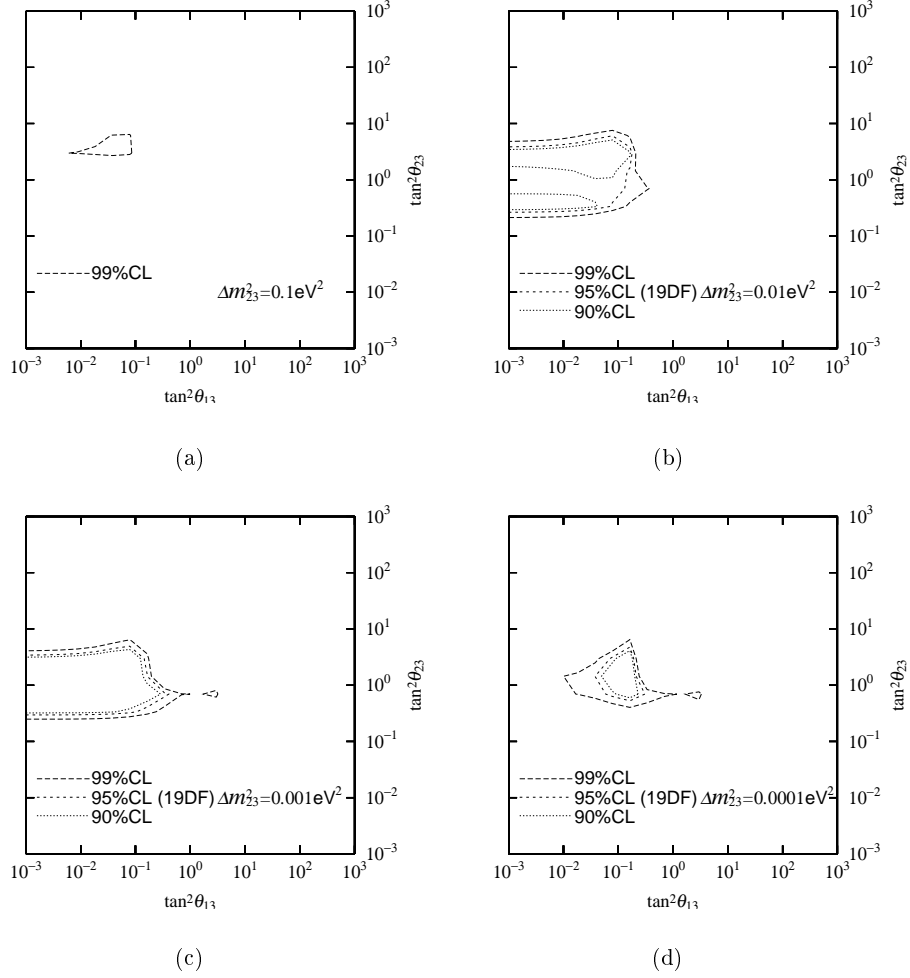 10³
10²
10¹
10⁰
10⁻¹
10⁻²
10⁻³
tan²θ₂₃
99%CL
Δm²₂₃=0.1eV²
10⁻³ 10⁻² 10⁻¹ 10⁰ 10¹ 10² 10³
tan²θ₁₃
(a)
10³
10²
10¹
10⁰
10⁻¹
10⁻²
10⁻³
tan²θ₂₃
99%CL
95%CL (19DF) Δm²₂₃=0.01eV²
90%CL
10⁻³ 10⁻² 10⁻¹ 10⁰ 10¹ 10² 10³
tan²θ₁₃
(b)
10³
10²
10¹
10⁰
10⁻¹
10⁻²
10⁻³
tan²θ₂₃
99%CL
95%CL (19DF) Δm²₂₃=0.001eV²
90%CL
10⁻³ 10⁻² 10⁻¹ 10⁰ 10¹ 10² 10³
tan²θ₁₃
(c)
10³
10²
10¹
10⁰
10⁻¹
10⁻²
10⁻³
tan²θ₂₃
99%CL
95%CL (19DF) Δm²₂₃=0.0001eV²
90%CL
10⁻³ 10⁻² 10⁻¹ 10⁰ 10¹ 10² 10³
tan²θ₁₃
(d)